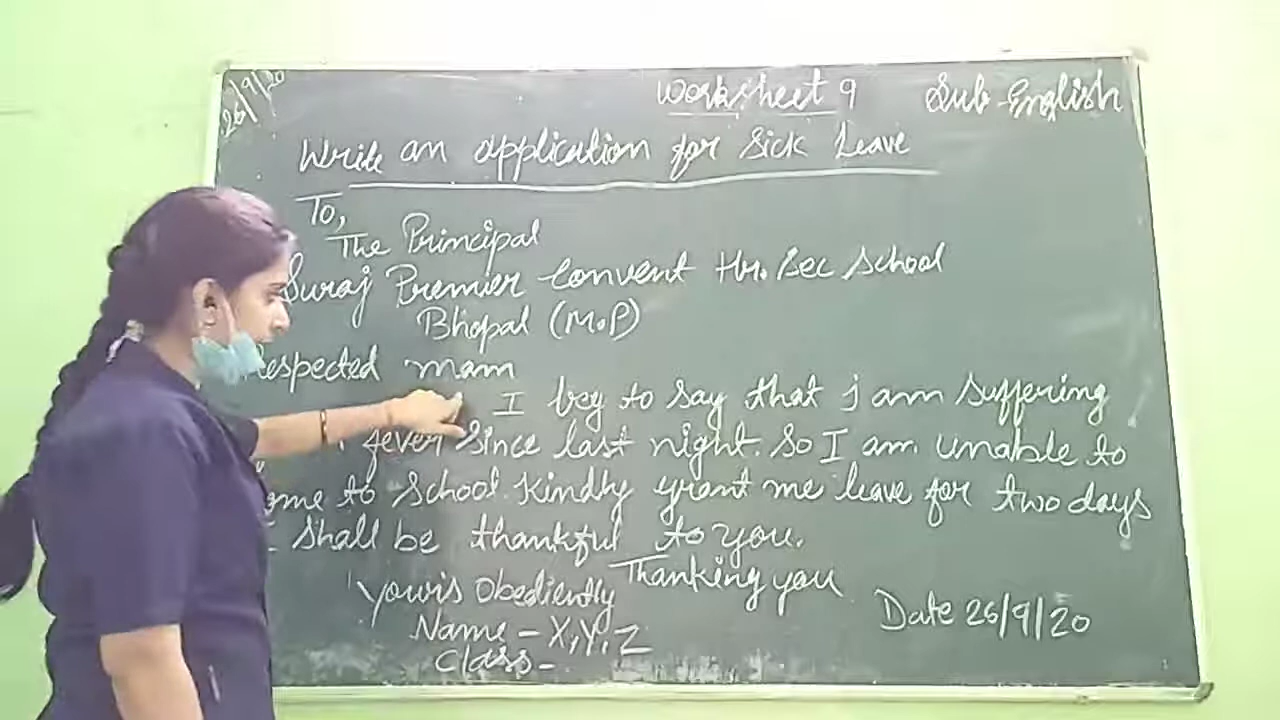 26/9/20
Worksheet 9
Sub-English
Write an application for Sick Leave
To,
The Principal
Suraj Premier Convent Hr. Sec School
Bhopal (M.P)
Respected mam
I beg to say that I am Suffering
fever since last night. So I am unable to
me to School. Kindly grant me leave for two days
Shall be thankful to you.
Thanking you
Your's Obediently
Name - X, Y, Z
Class -
Date 26/9/20